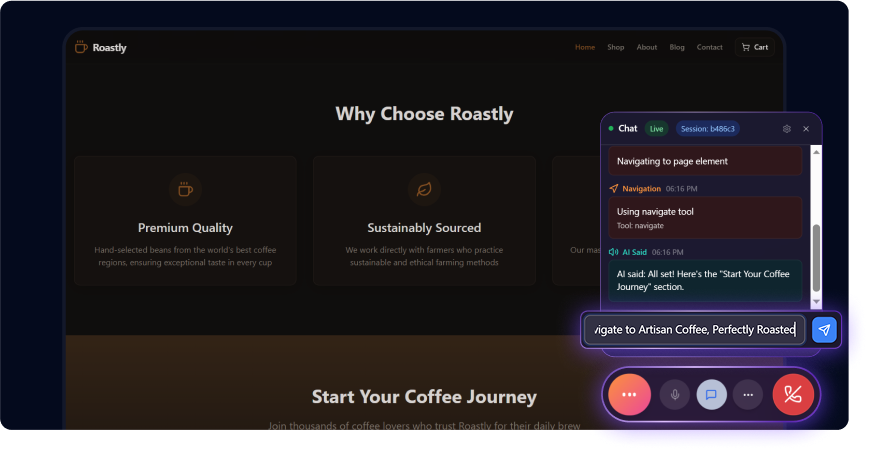 Roastly
Home Shop About Blog Contact Cart
Why Choose Roastly
Premium Quality
Hand-selected beans from the world's best coffee
regions, ensuring exceptional taste in every cup
Sustainably Sourced
We work directly with farmers who practice
sustainable and ethical farming methods
Our mas
Chat Live Session: b486c3
Navigating to page element
Navigation 06:16 PM
Using navigate tool
Tool: navigate
AI Said 06:16 PM
AI said: All set! Here's the "Start Your Coffee
Journey" section.
vigate to Artisan Coffee, Perfectly Roasted
Start Your Coffee Journey
Join thousands of coffee lovers who trust Roastly for their daily brew